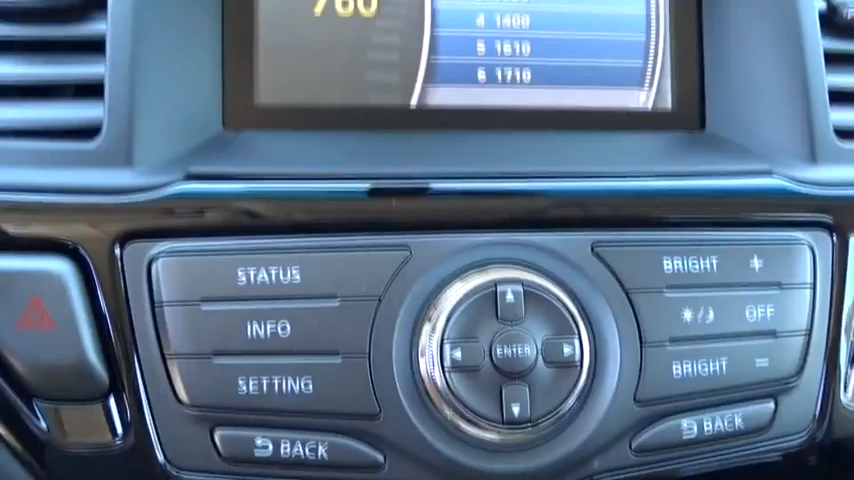 760
4 1400
5 1610
6 1710
STATUS
INFO
SETTING
BACK
ENTER
BRIGHT +
OFF
BRIGHT -
BACK